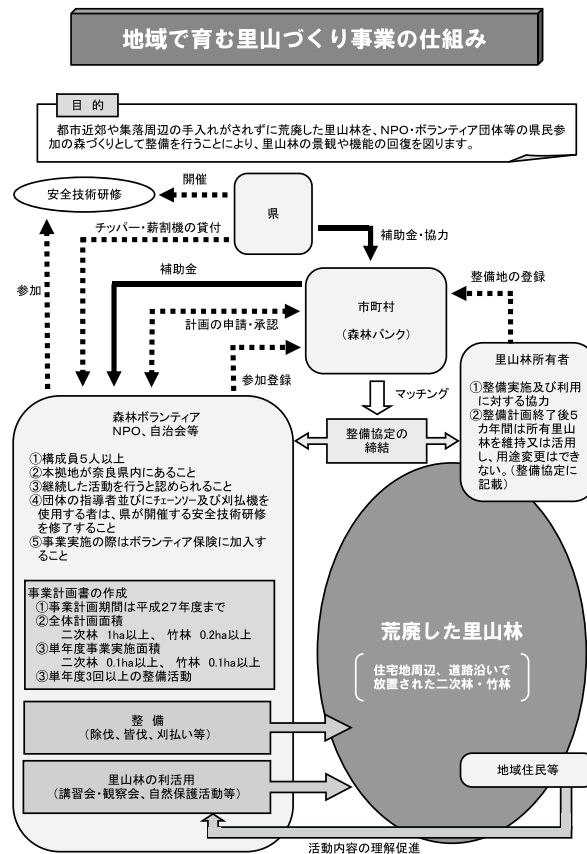 地域で育む里山づくり事業の仕組み
目 的
都市近郊や集落周辺の手入れがされずに荒廃した里山林を、NPO・ボランティア団体等の県民参
加の森づくりとして整備を行うことにより、里山林の景観や機能の回復を図ります。
開催
安全技術研修
県
チッパー・薪割機の貸付
補助金・協力
補助金
参加
整備地の登録
市町村
(森林バンク)
計画の申請・承認
参加登録
里山林所有者
①整備実施及び利用
に対する協力
②整備計画終了後5
カ年間は所有里山
林を維持又は活用
し、用途変更はでき
ない。(整備協定に
記載)
マッチング
整備協定の
締結
森林ボランティア
NPO、自治会等
①構成員5人以上
②本拠地が奈良県内にあること
③継続した活動を行うと認められること
④団体の指導者並びにチェーンソー及び刈払機を
使用する者は、県が開催する安全技術研修
を修了すること
⑤事業実施の際はボランティア保険に加入す
ること
事業計画書の作成
①事業計画期間は平成27年度まで
②全体計画面積
二次林 1ha以上、 竹林 0.2ha以上
③単年度事業実施面積
二次林 0.1ha以上、 竹林 0.1ha以上
③単年度3回以上の整備活動
荒廃した里山林
住宅地周辺、道路沿いで
放置された二次林・竹林
整 備
(除伐、皆伐、刈払い等)
里山林の利活用
(講習会・観察会、自然保護活動等)
地域住民等
活動内容の理解促進